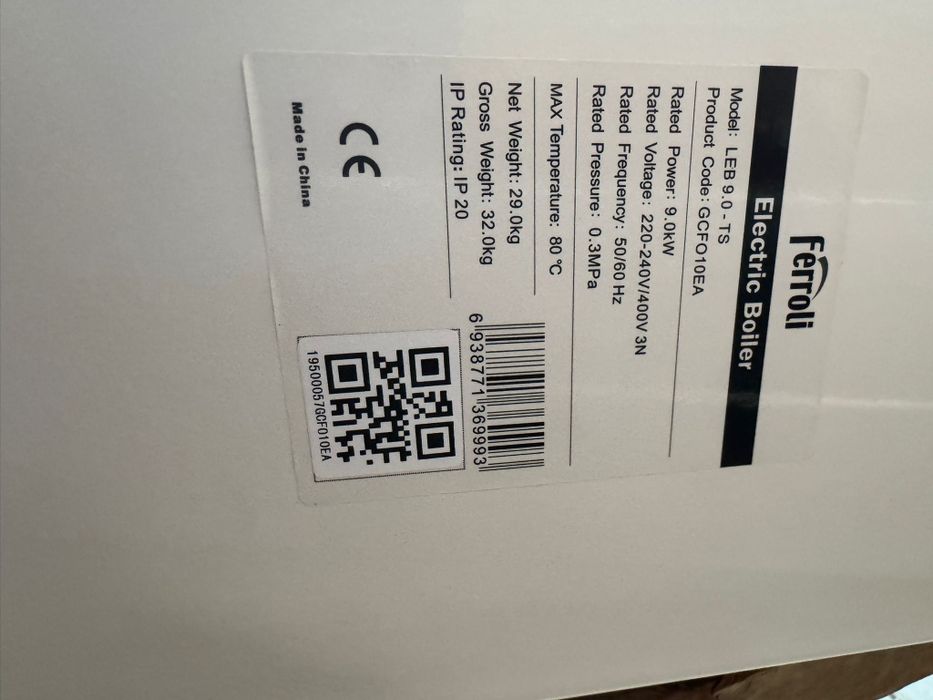 Ferroli
Electric Boiler
Model: LEB 9.0 - TS
Product Code: GCFO10EA
Rated Power: 9.0kW
Rated Voltage: 220-240V/400V 3N
Rated Frequency: 50/60 Hz
Rated Pressure: 0.3MPa
MAX Temperature: 80 °C
Net Weight: 29.0kg
Gross Weight: 32.0kg
IP Rating: IP 20
6 938771 369993
CE
Made in China
19500057GCF010EA